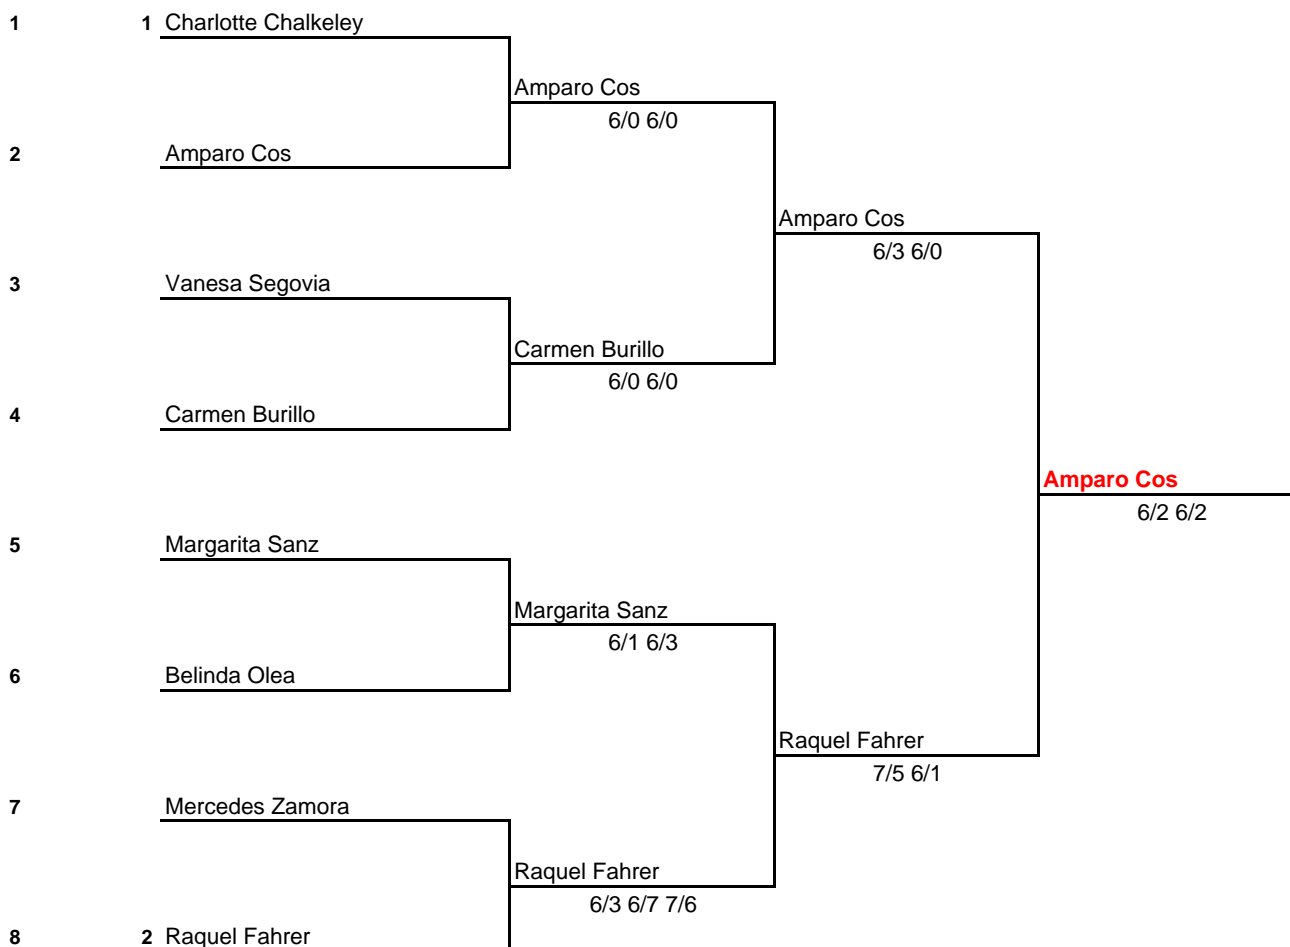 1 1 Charlotte Chalkeley
Amparo Cos
6/0 6/0
2 Amparo Cos
Amparo Cos
6/3 6/0
3 Vanesa Segovia
Carmen Burillo
6/0 6/0
4 Carmen Burillo
Amparo Cos
6/2 6/2
5 Margarita Sanz
Margarita Sanz
6/1 6/3
6 Belinda Olea
Raquel Fahrer
7/5 6/1
7 Mercedes Zamora
Raquel Fahrer
6/3 6/7 7/6
8 2 Raquel Fahrer